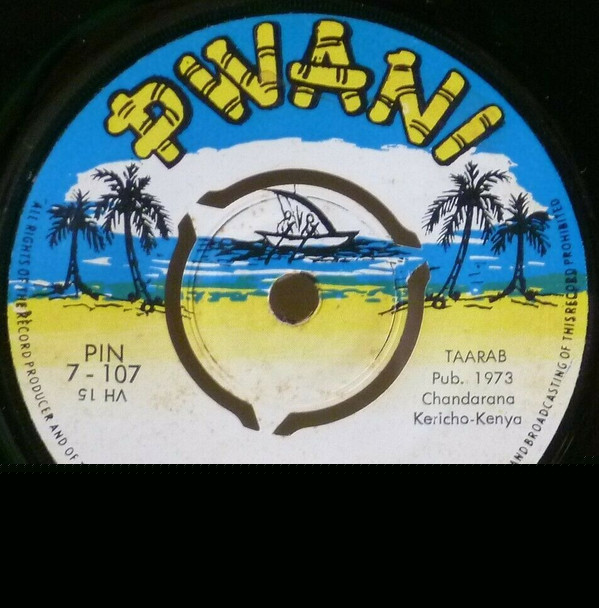 PWANI
PIN
7-107
VH 15
TAARAB
Pub. 1973
Chandarana
Kericho-Kenya
ALL RIGHTS OF THE RECORD PRODUCER AND OF
AND BROADCASTING OF THIS RECORD PROHIBITED